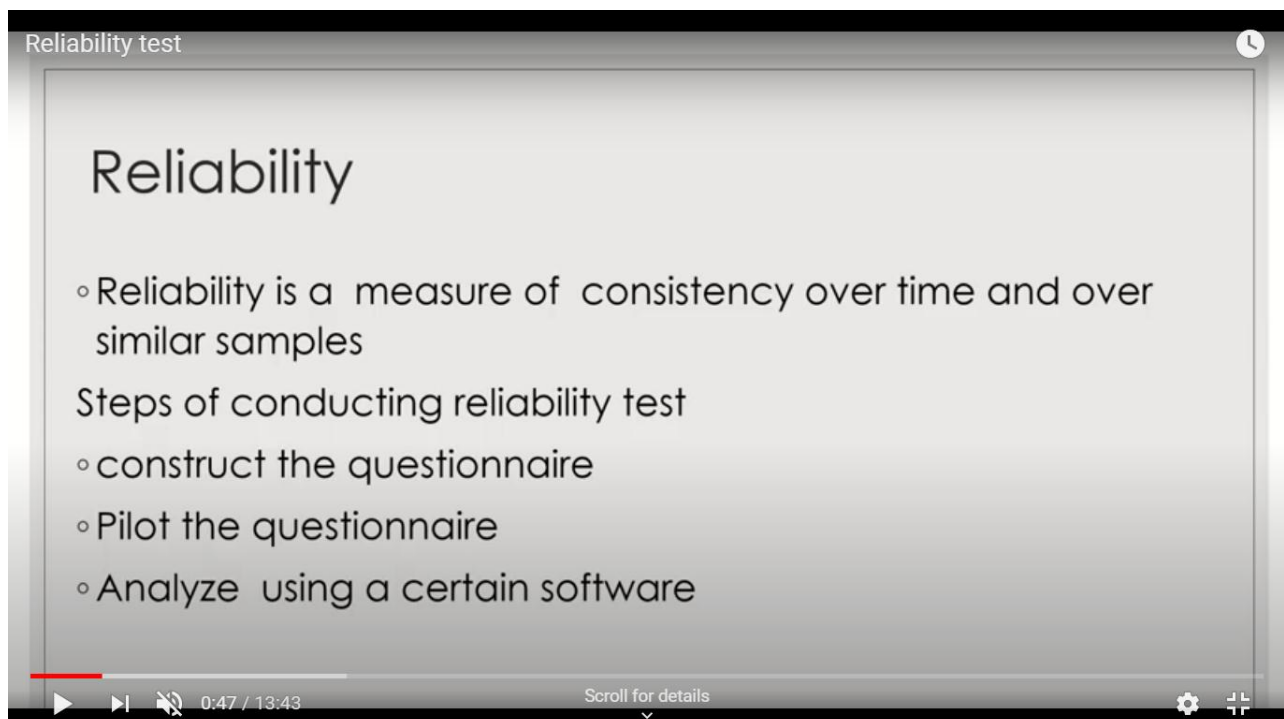 Reliability test
Reliability
◦ Reliability is a measure of consistency over time and over
similar samples
Steps of conducting reliability test
◦ construct the questionnaire
◦ Pilot the questionnaire
◦ Analyze using a certain software
0:47 / 13:43
Scroll for details